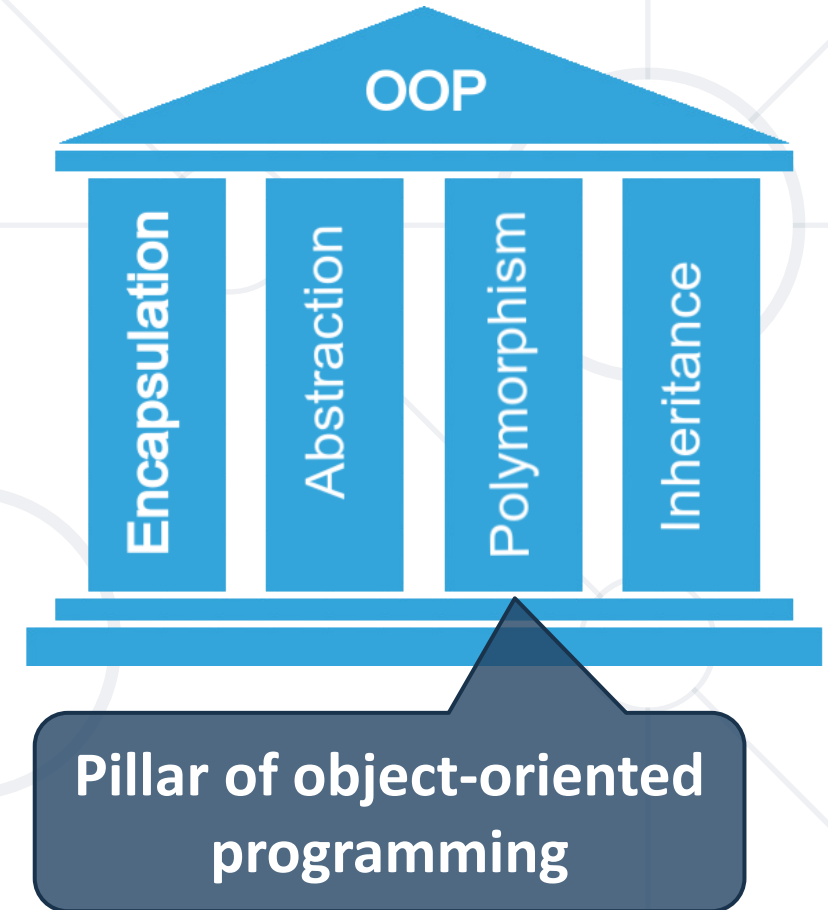 OOP
Encapsulation
Abstraction
Polymorphism
Inheritance
Pillar of object-oriented
programming